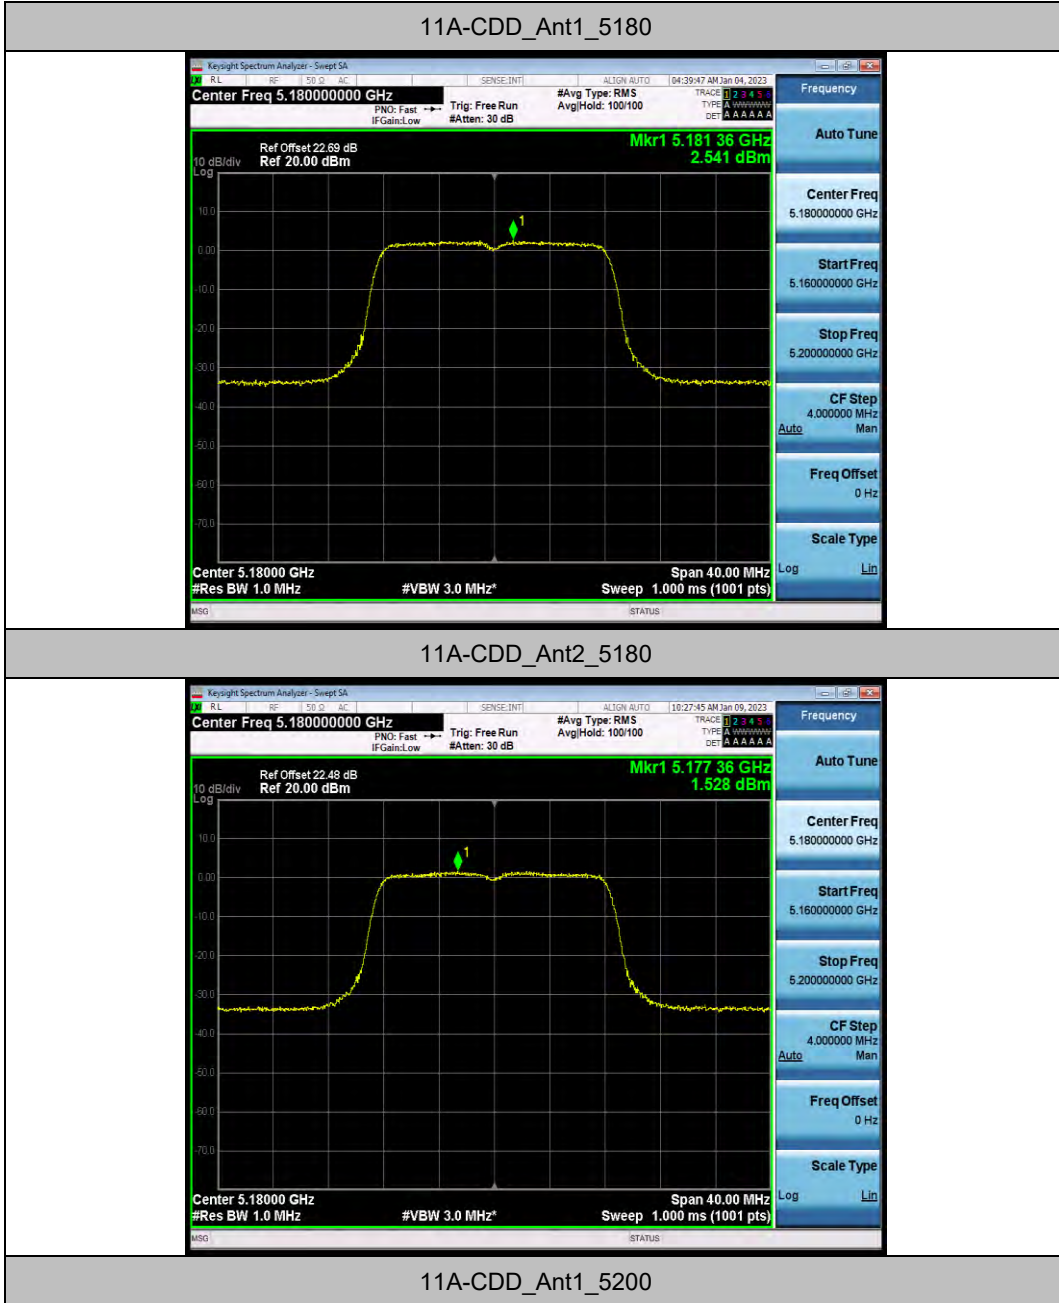 11A-CDD_Ant1_5180
Keysight Spectrum Analyzer - Swept SA
RL RF 50 Ω AC SENSE:INT ALIGN AUTO 04:39:47 AM Jan 04, 2023
Center Freq 5.180000000 GHz #Avg Type: RMS TRACE 1 2 3 4 5 6
PNO: Fast Trig: Free Run Avg|Hold: 100/100 TYPE A WWWWW
IFGain:Low #Atten: 30 dB DET A A A A A A
Frequency
Auto Tune
Mkr1 5.181 36 GHz
2.541 dBm
Ref Offset 22.69 dB
10 dB/div Ref 20.00 dBm
Log
1
10.0
0.00
-10.0
-20.0
-30.0
-40.0
-50.0
-60.0
-70.0
Center Freq
5.180000000 GHz
Start Freq
5.160000000 GHz
Stop Freq
5.200000000 GHz
CF Step
4.000000 MHz
Auto Man
Freq Offset
0 Hz
Scale Type
Log Lin
Center 5.18000 GHz Span 40.00 MHz
#Res BW 1.0 MHz #VBW 3.0 MHz* Sweep 1.000 ms (1001 pts)
MSG STATUS
11A-CDD_Ant2_5180
Keysight Spectrum Analyzer - Swept SA
RL RF 50 Ω AC SENSE:INT ALIGN AUTO 10:27:45 AM Jan 09, 2023
Center Freq 5.180000000 GHz #Avg Type: RMS TRACE 1 2 3 4 5 6
PNO: Fast Trig: Free Run Avg|Hold: 100/100 TYPE A WWWWW
IFGain:Low #Atten: 30 dB DET A A A A A A
Frequency
Auto Tune
Mkr1 5.177 36 GHz
1.528 dBm
Ref Offset 22.48 dB
10 dB/div Ref 20.00 dBm
Log
1
10.0
0.00
-10.0
-20.0
-30.0
-40.0
-50.0
-60.0
-70.0
Center Freq
5.180000000 GHz
Start Freq
5.160000000 GHz
Stop Freq
5.200000000 GHz
CF Step
4.000000 MHz
Auto Man
Freq Offset
0 Hz
Scale Type
Log Lin
Center 5.18000 GHz Span 40.00 MHz
#Res BW 1.0 MHz #VBW 3.0 MHz* Sweep 1.000 ms (1001 pts)
MSG STATUS
11A-CDD_Ant1_5200